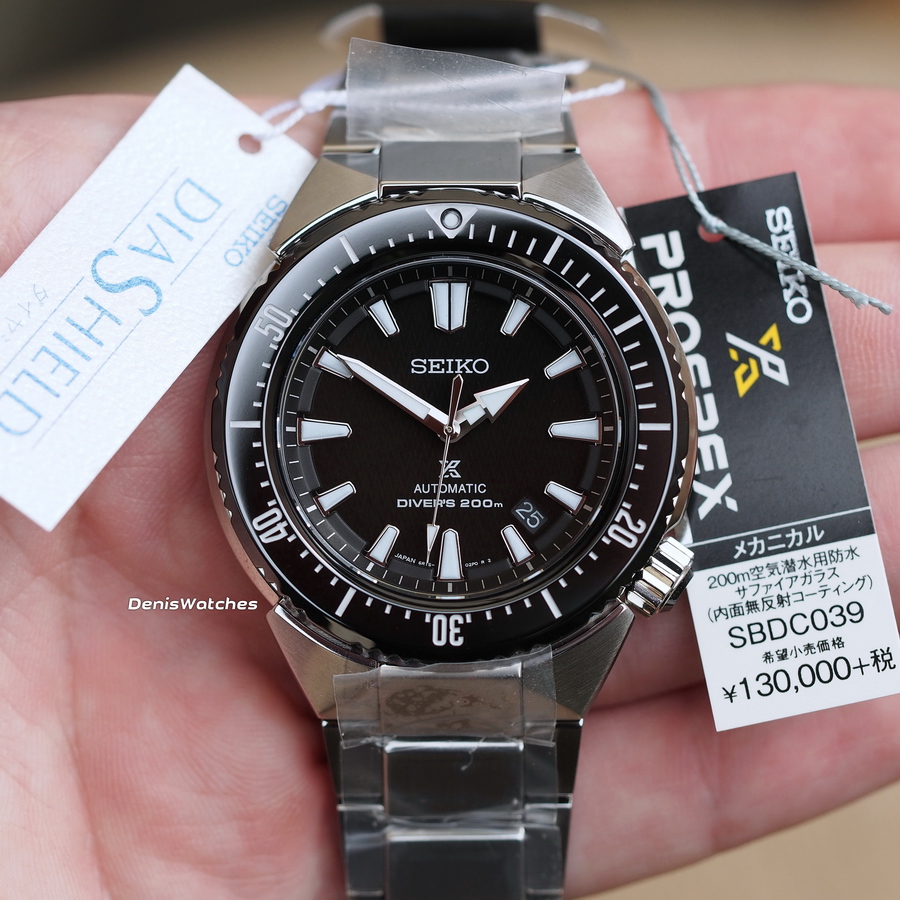 SEIKO
DIASHIELD
SEIKO
PROSPEX
メカニカル
200m空気潜水用防水
サファイアガラス
(内面無反射コーティング)
SBDC039
希望小売価格
¥130,000+税
50
40
30
20
SEIKO
AUTOMATIC
DIVER'S 200m
25
JAPAN
DenisWatches